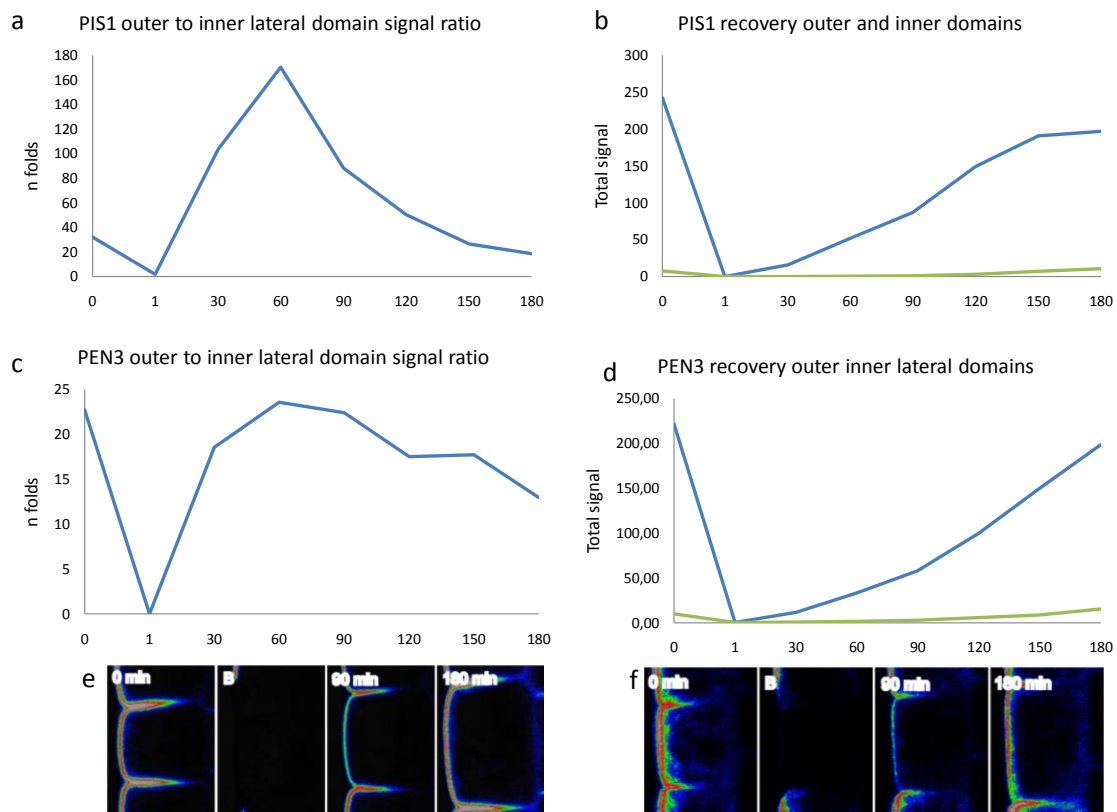 a
PIS1 outer to inner lateral domain signal ratio
n folds
180
160
140
120
100
80
60
40
20
0
0 1 30 60 90 120 150 180
b
PIS1 recovery outer and inner domains
Total signal
300
250
200
150
100
50
0
0 1 30 60 90 120 150 180
c
PEN3 outer to inner lateral domain signal ratio
n folds
25
20
15
10
5
0
0 1 30 60 90 120 150 180
d
PEN3 recovery outer inner lateral domains
Total signal
250,00
200,00
150,00
100,00
50,00
0,00
0 1 30 60 90 120 150 180
e
0 min B 90 min 180 min
f
0 min B 90 min 180 min